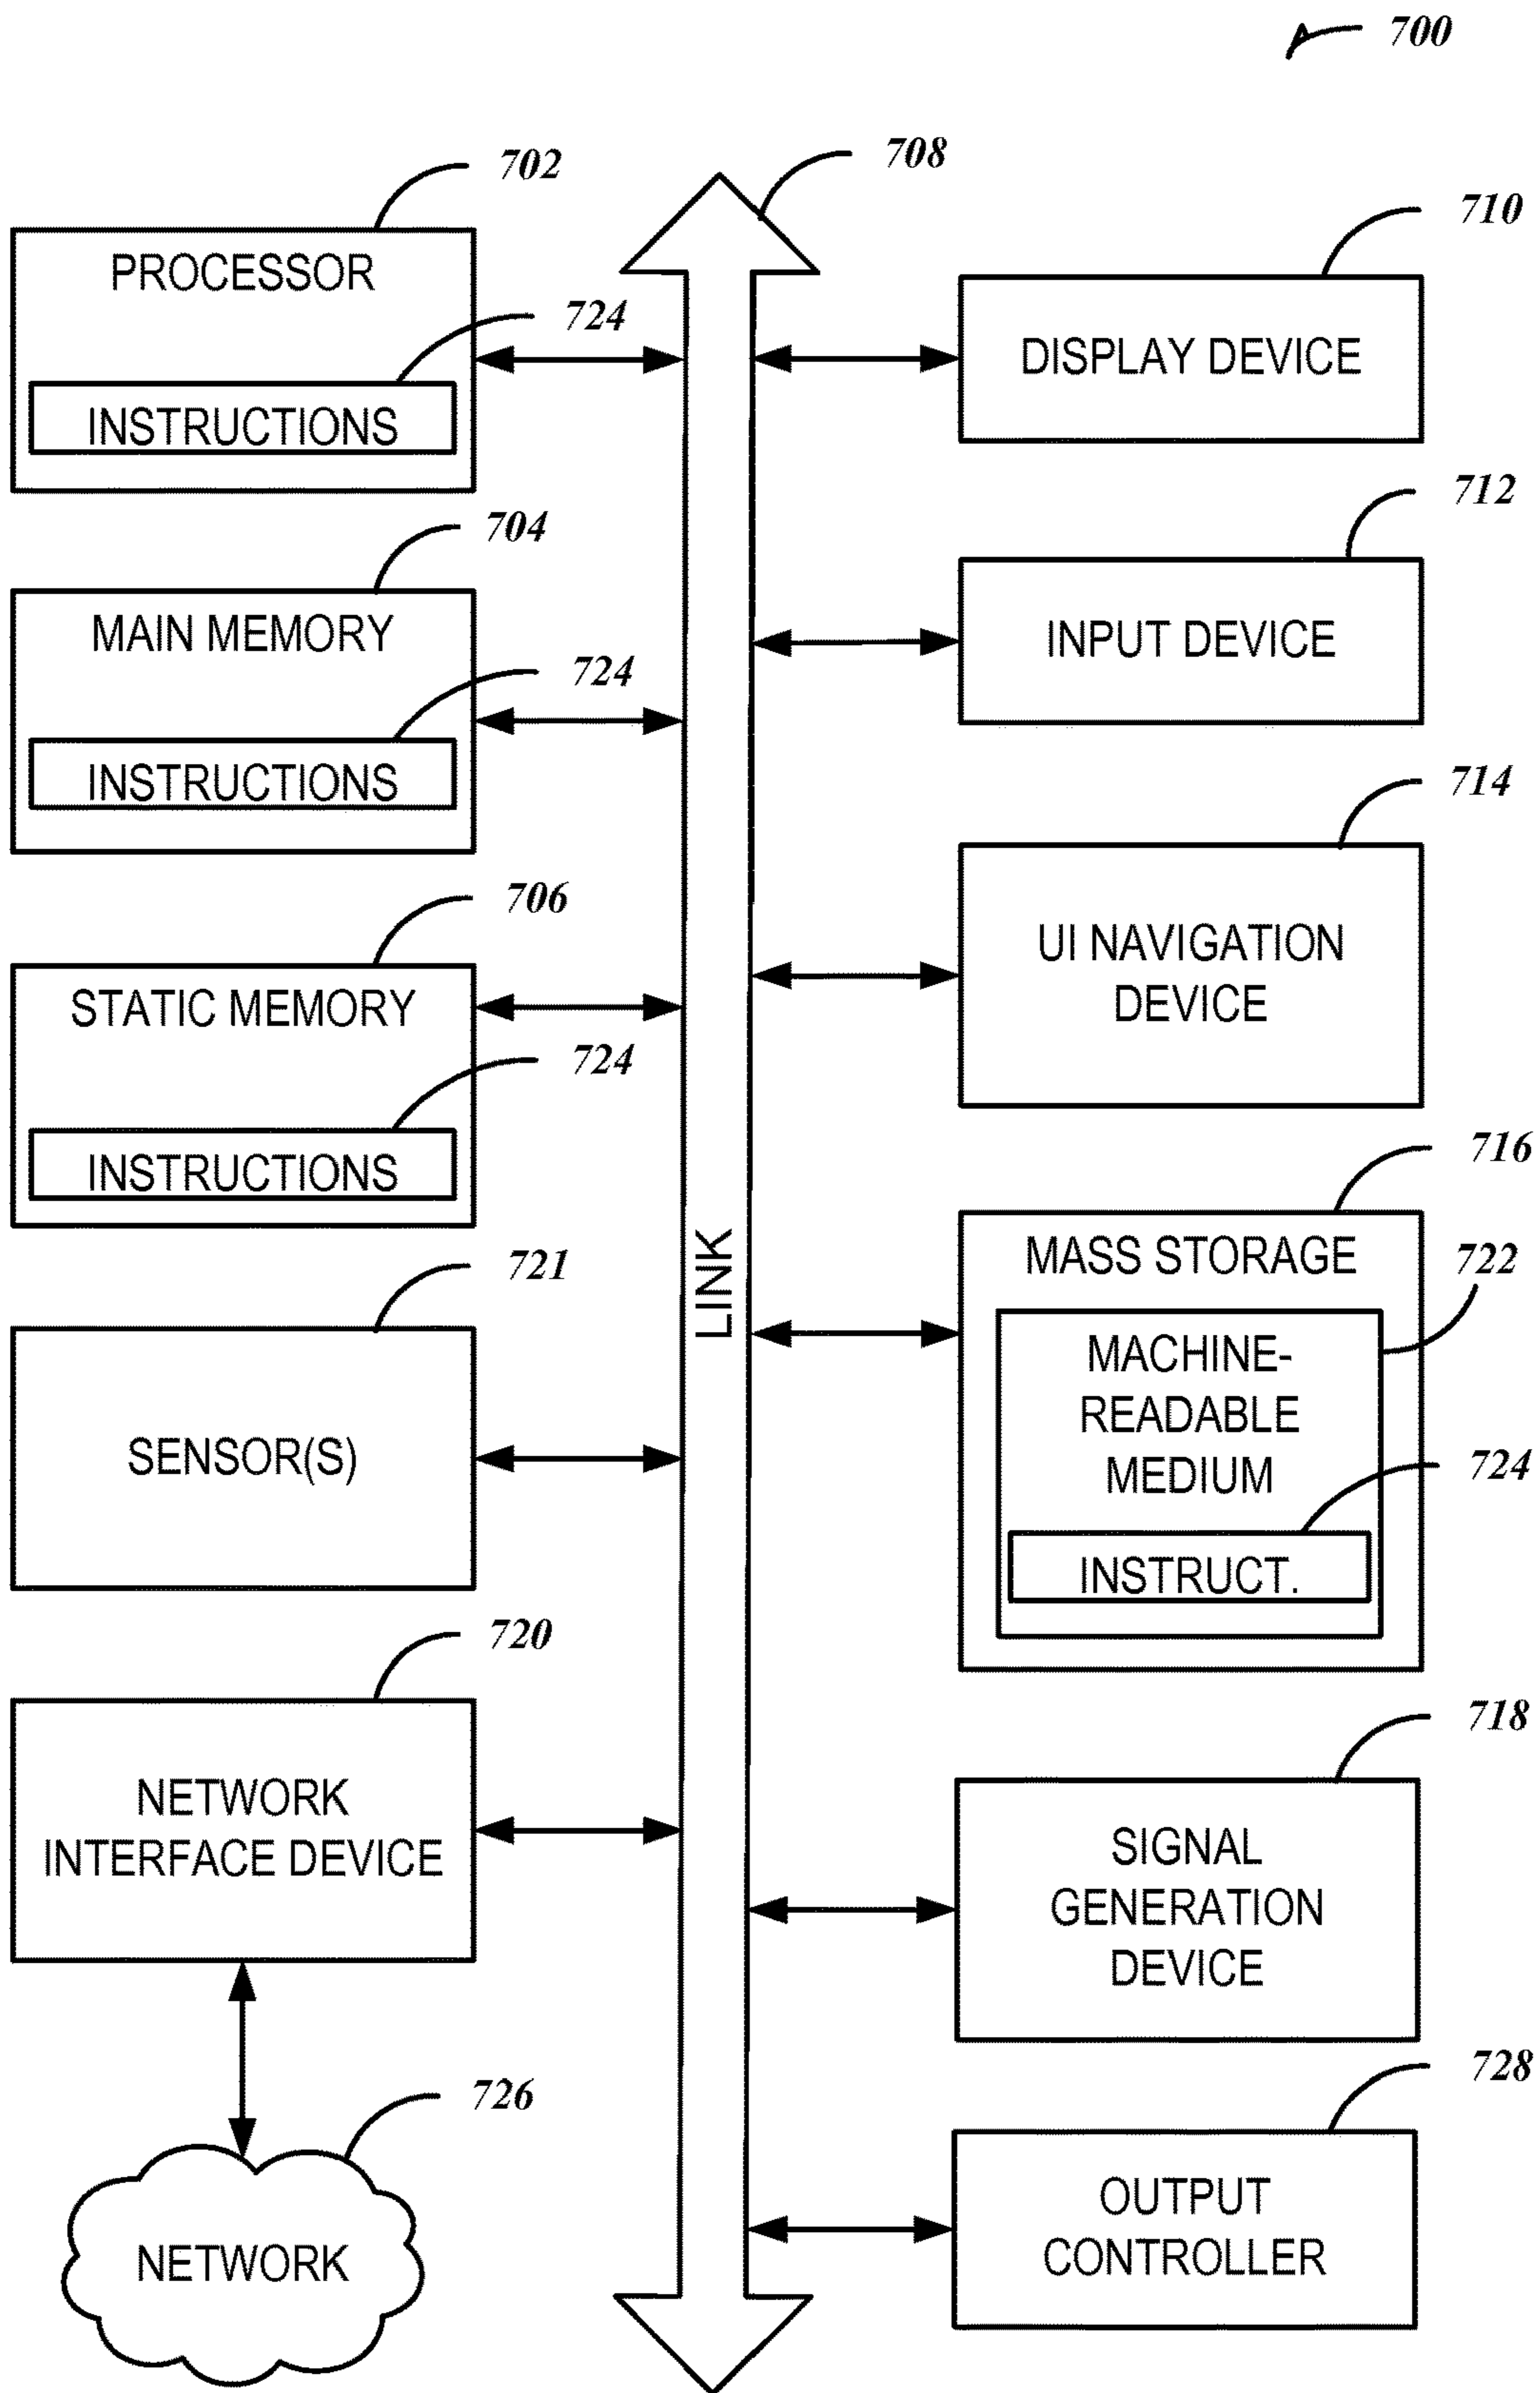 700
702
PROCESSOR
724
INSTRUCTIONS
704
MAIN MEMORY
724
INSTRUCTIONS
706
STATIC MEMORY
724
INSTRUCTIONS
721
SENSOR(S)
720
NETWORK
INTERFACE DEVICE
726
NETWORK
708
LINK
710
DISPLAY DEVICE
712
INPUT DEVICE
714
UI NAVIGATION
DEVICE
716
MASS STORAGE
722
MACHINE-
READABLE
MEDIUM
724
INSTRUCT.
718
SIGNAL
GENERATION
DEVICE
728
OUTPUT
CONTROLLER